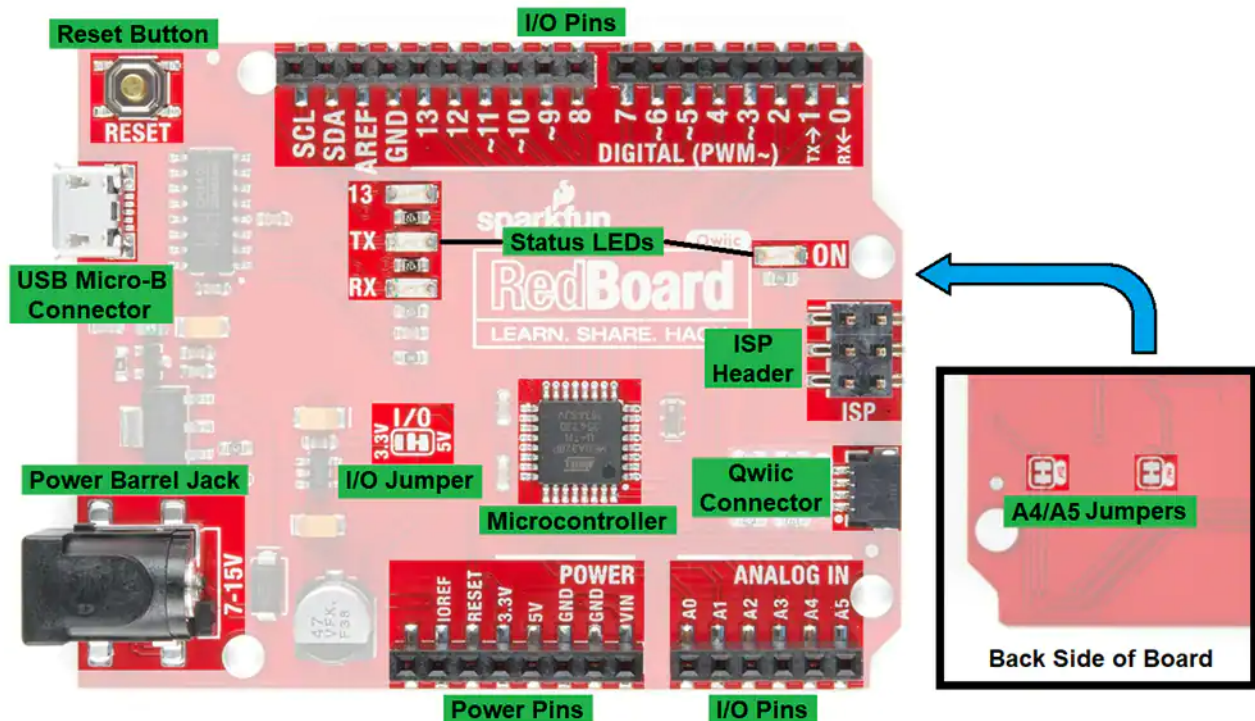 I/O Pins
Reset Button
RESET
SCL
SDA
AREF
GND
13
12
~11
~10
~9
8
7
~6
~5
4
~3
2
TX→1
RX←0
DIGITAL (PWM~)
13
TX
RX
sparkfun
Status LEDs
Qwiic
ON
RedBoard
LEARN. SHARE. HACK
USB Micro-B
Connector
ISP
Header
ISP
I/O
3.3V
5V
I/O Jumper
Microcontroller
Qwiic
Connector
Power Barrel Jack
7-15V
47
VFK
F38
POWER
IOREF
RESET
3.3V
5V
GND
GND
VIN
Power Pins
ANALOG IN
A0
A1
A2
A3
A4
A5
I/O Pins
A4/A5 Jumpers
Back Side of Board